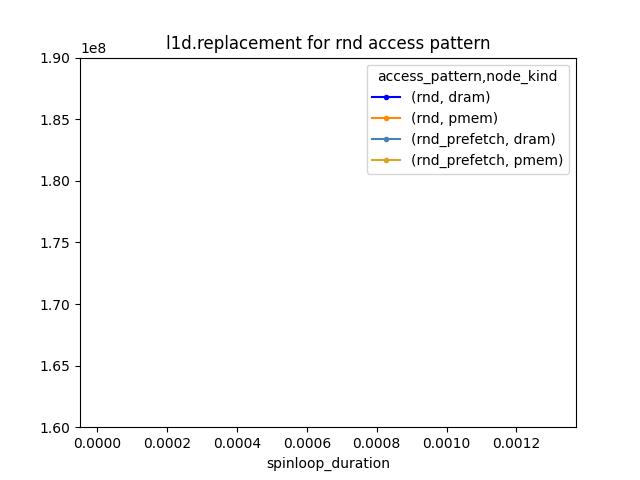 l1d.replacement for rnd access pattern
1e8
1.90
1.85
1.80
1.75
1.70
1.65
1.60
access_pattern,node_kind
(rnd, dram)
(rnd, pmem)
(rnd_prefetch, dram)
(rnd_prefetch, pmem)
0.0000 0.0002 0.0004 0.0006 0.0008 0.0010 0.0012
spinloop_duration